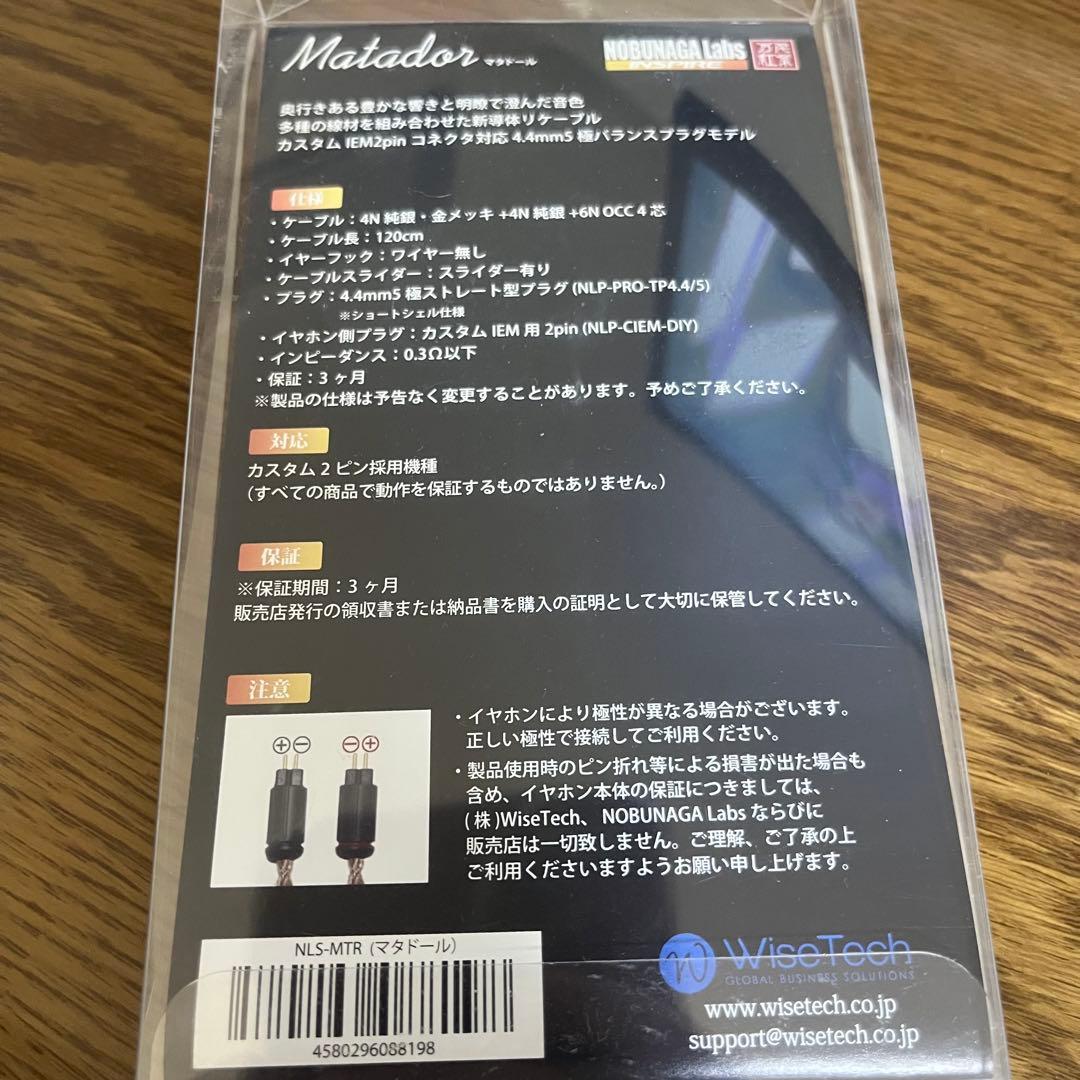 Matador マタドール
NOBUNAGA Labs
INSPIRE
万光
紅葉
奥行きある豊かな響きと明瞭で澄んだ音色
多種の線材を組み合わせた新導体リケーブル
カスタム IEM2pin コネクタ対応 4.4mm5 極バランスプラグモデル
仕様
・ケーブル：4N 純銀・金メッキ +4N 純銀 +6N OCC 4 芯
・ケーブル長：120cm
・イヤーフック：ワイヤー無し
・ケーブルスライダー：スライダー有り
・プラグ：4.4mm5 極ストレート型プラグ (NLP-PRO-TP4.4/5)
※ショートシェル仕様
・イヤホン側プラグ：カスタム IEM 用 2pin (NLP-CIEM-DIY)
・インピーダンス：0.3Ω以下
・保証：3 ヶ月
※製品の仕様は予告なく変更することがあります。予めご了承ください。
対応
カスタム 2 ピン採用機種
（すべての商品で動作を保証するものではありません。）
保証
※保証期間：3 ヶ月
販売店発行の領収書または納品書を購入の証明として大切に保管してください。
注意
・イヤホンにより極性が異なる場合がございます。
正しい極性で接続してご利用ください。
・製品使用時のピン折れ等による損害が出た場合も
含め、イヤホン本体の保証につきましては、
( 株 )WiseTech、 NOBUNAGA Labs ならびに
販売店は一切致しません。ご理解、ご了承の上
ご利用くださいますようお願い申し上げます。
⊕⊖ ⊖⊕
NLS-MTR（マタドール）
4580296088198
W WiseTech
GLOBAL BUSINESS SOLUTIONS
www.wisetech.co.jp
support@wisetech.co.jp